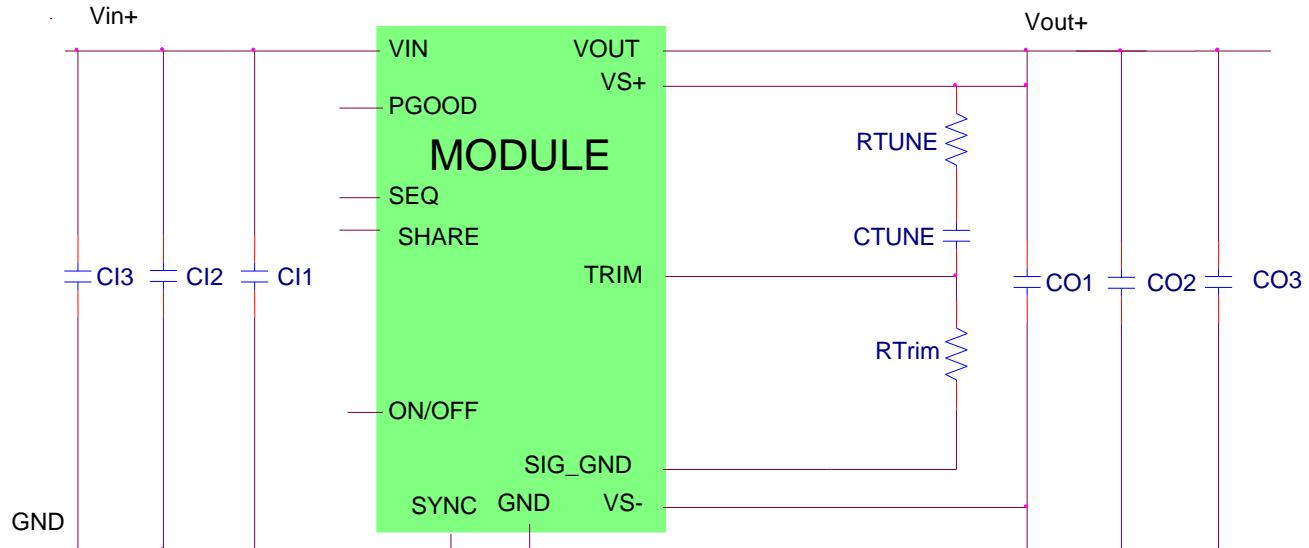 Vin+
Vout+
VIN
VOUT
VS+
PGOOD
RTUNE
MODULE
SEQ
SHARE
CTUNE
TRIM
CI3
CI2
CI1
CO1
CO2
CO3
RTrim
ON/OFF
SIG_GND
SYNC
GND
VS-
GND